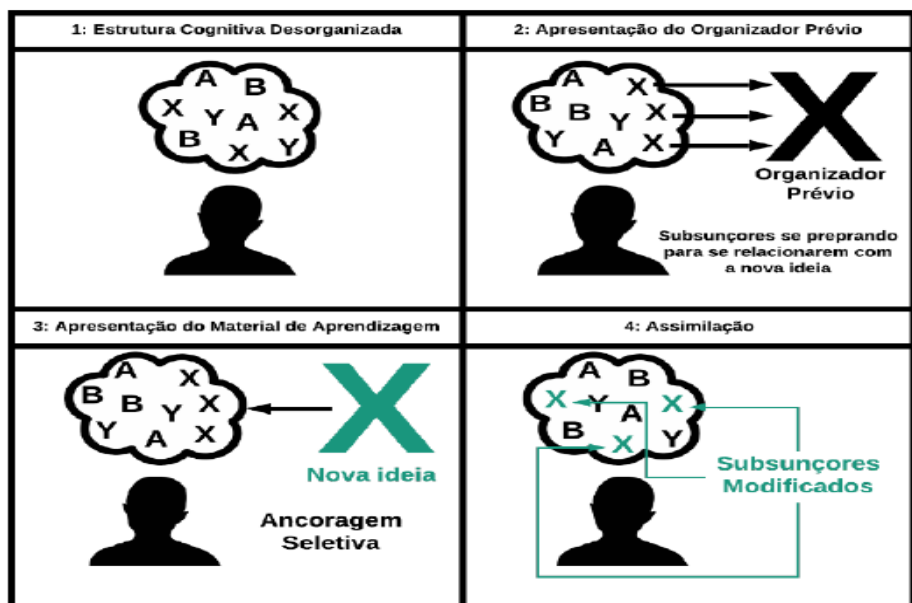 1: Estrutura Cognitiva Desorganizada
A B
X Y A X
B X Y
2: Apresentação do Organizador Prévio
A X
B B Y X
Y A X
X
Organizador
Prévio
Subsunçores se preprando
para se relacionarem com
a nova ideia
3: Apresentação do Material de Aprendizagem
A X
B B Y X
Y A X
X
Nova ideia
Ancoragem
Seletiva
4: Assimilação
A B
X Y A X
B X Y
Subsunçores
Modificados